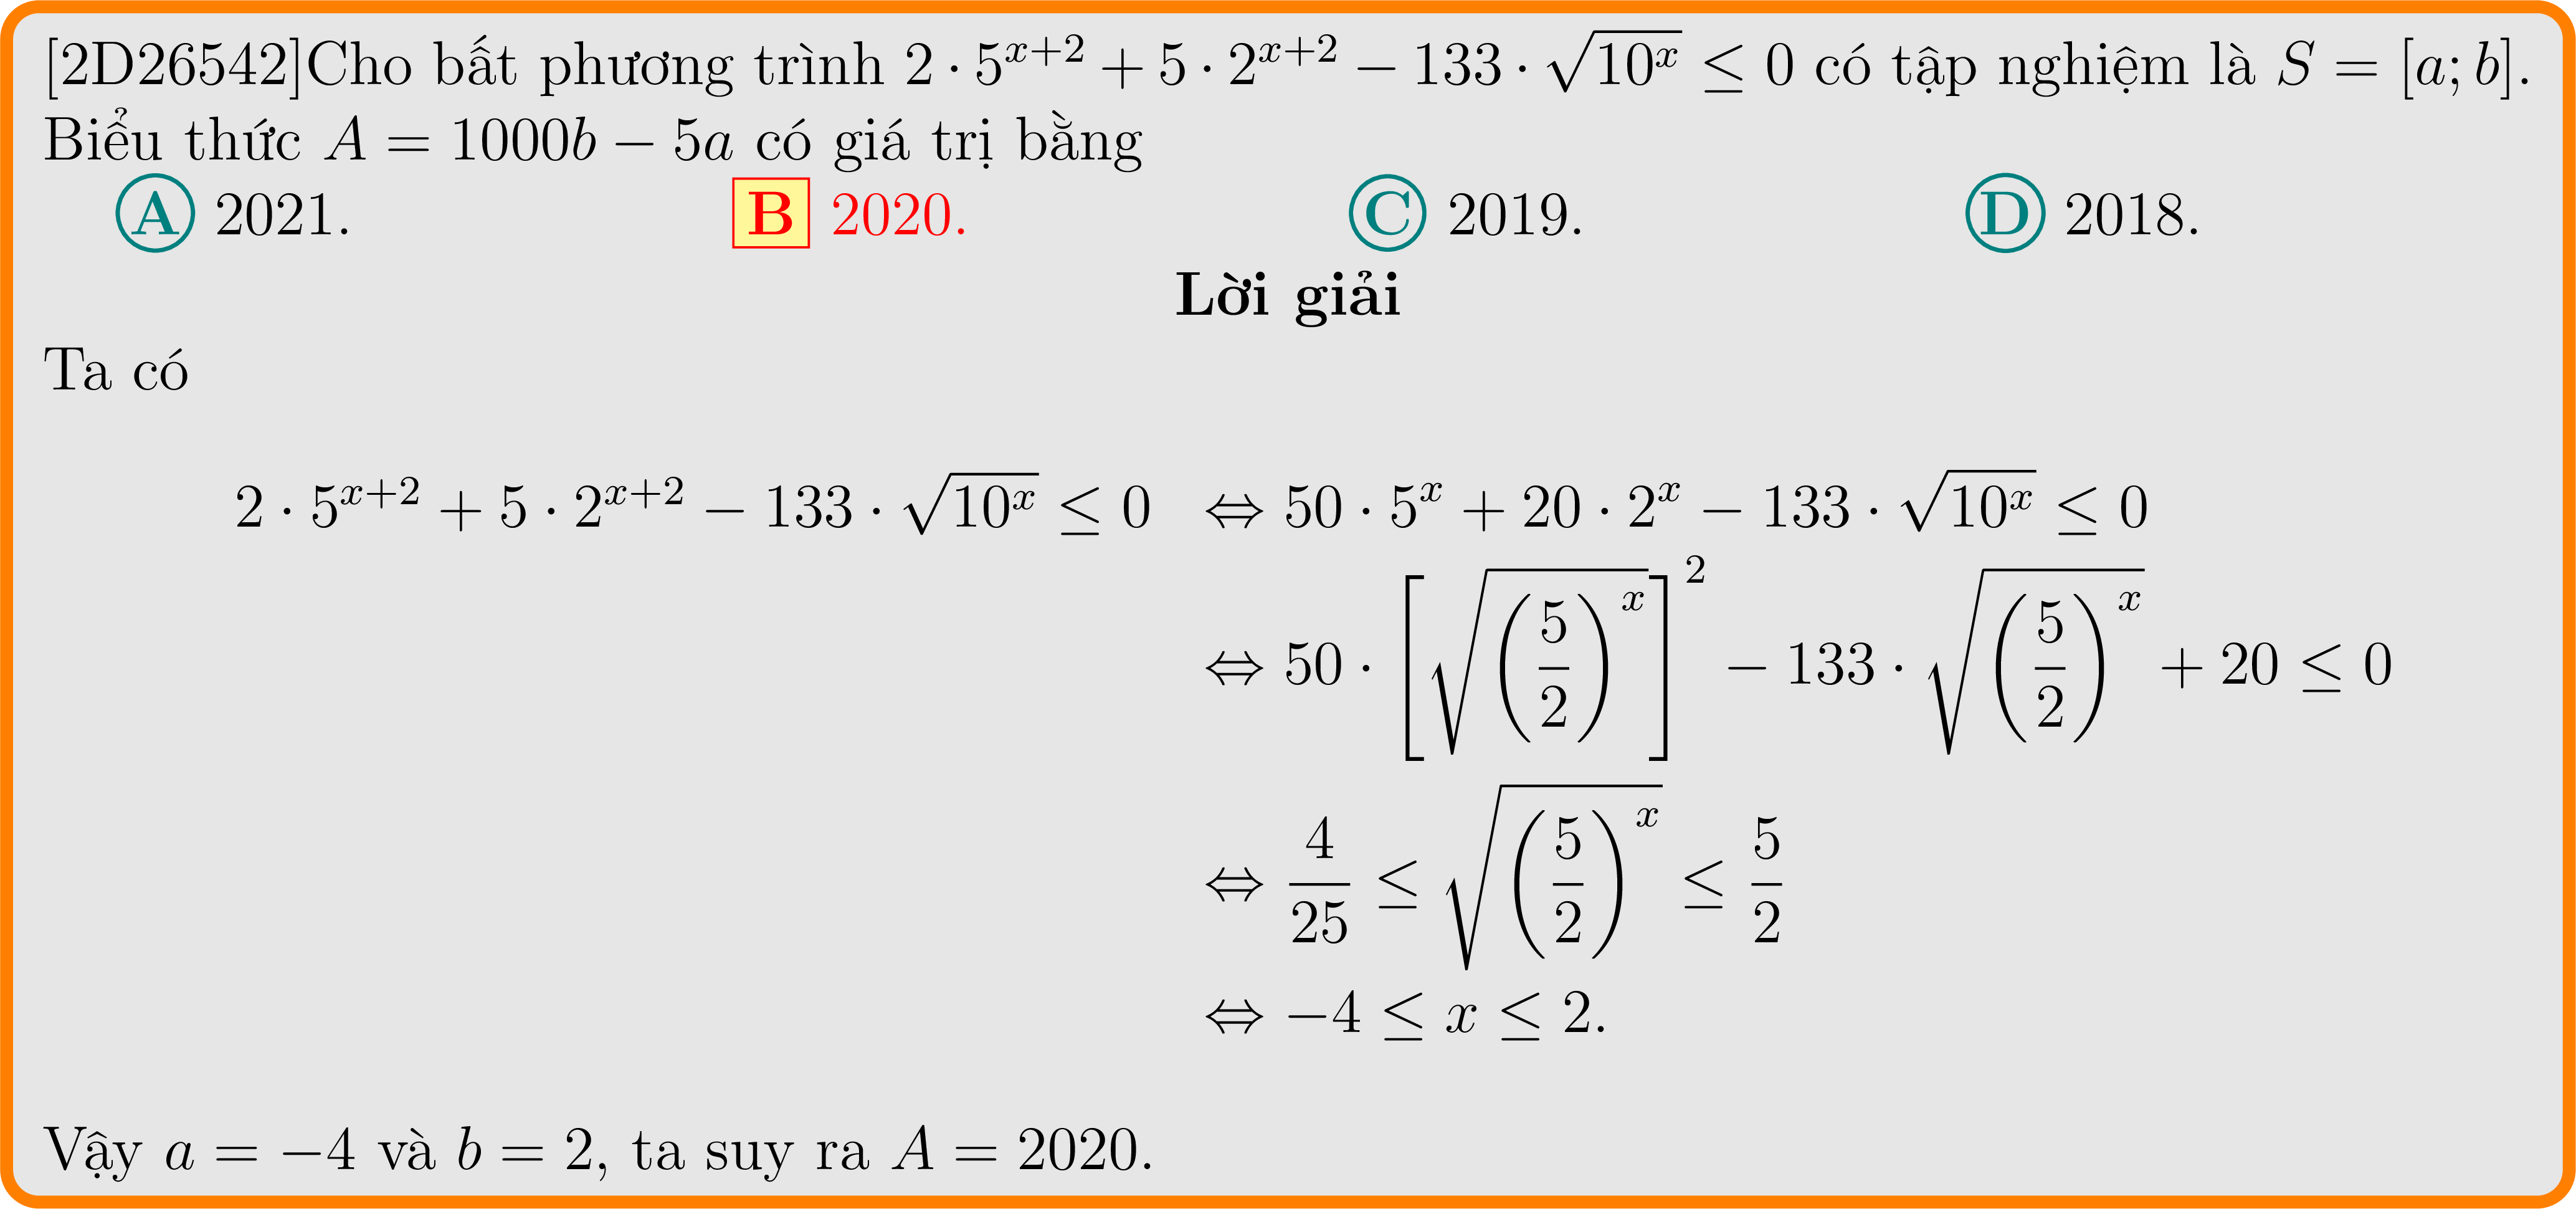 [2D26542]Cho bất phương trình $2 \cdot 5^{x+2} + 5 \cdot 2^{x+2} - 133 \cdot \sqrt{10^x} \leq 0$ có tập nghiệm là $S = [a; b]$.
Biểu thức $A = 1000b - 5a$ có giá trị bằng
A 2021. B 2020. C 2019. D 2018.
Lời giải
Ta có
$2 \cdot 5^{x+2} + 5 \cdot 2^{x+2} - 133 \cdot \sqrt{10^x} \leq 0 \Leftrightarrow 50 \cdot 5^x + 20 \cdot 2^x - 133 \cdot \sqrt{10^x} \leq 0$
$\Leftrightarrow 50 \cdot \left[\sqrt{\left(\frac{5}{2}\right)^x}\right]^2 - 133 \cdot \sqrt{\left(\frac{5}{2}\right)^x} + 20 \leq 0$
$\Leftrightarrow \frac{4}{25} \leq \sqrt{\left(\frac{5}{2}\right)^x} \leq \frac{5}{2}$
$\Leftrightarrow -4 \leq x \leq 2.$
Vậy $a = -4$ và $b = 2$, ta suy ra $A = 2020$.